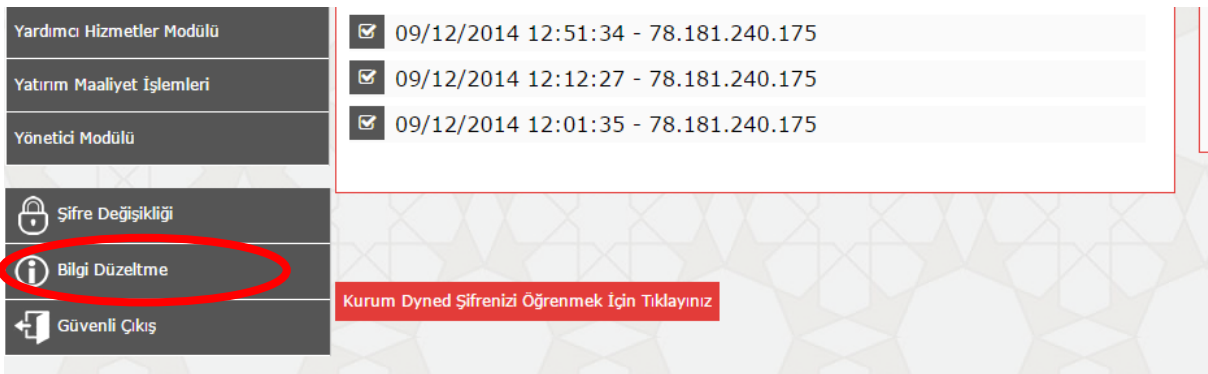 Yardımcı Hizmetler Modülü
Yatırım Maaliyet İşlemleri
Yönetici Modülü
Şifre Değişikliği
Bilgi Düzeltme
Güvenli Çıkış
09/12/2014 12:51:34 - 78.181.240.175
09/12/2014 12:12:27 - 78.181.240.175
09/12/2014 12:01:35 - 78.181.240.175
Kurum Dyned Şifrenizi Öğrenmek İçin Tıklayınız